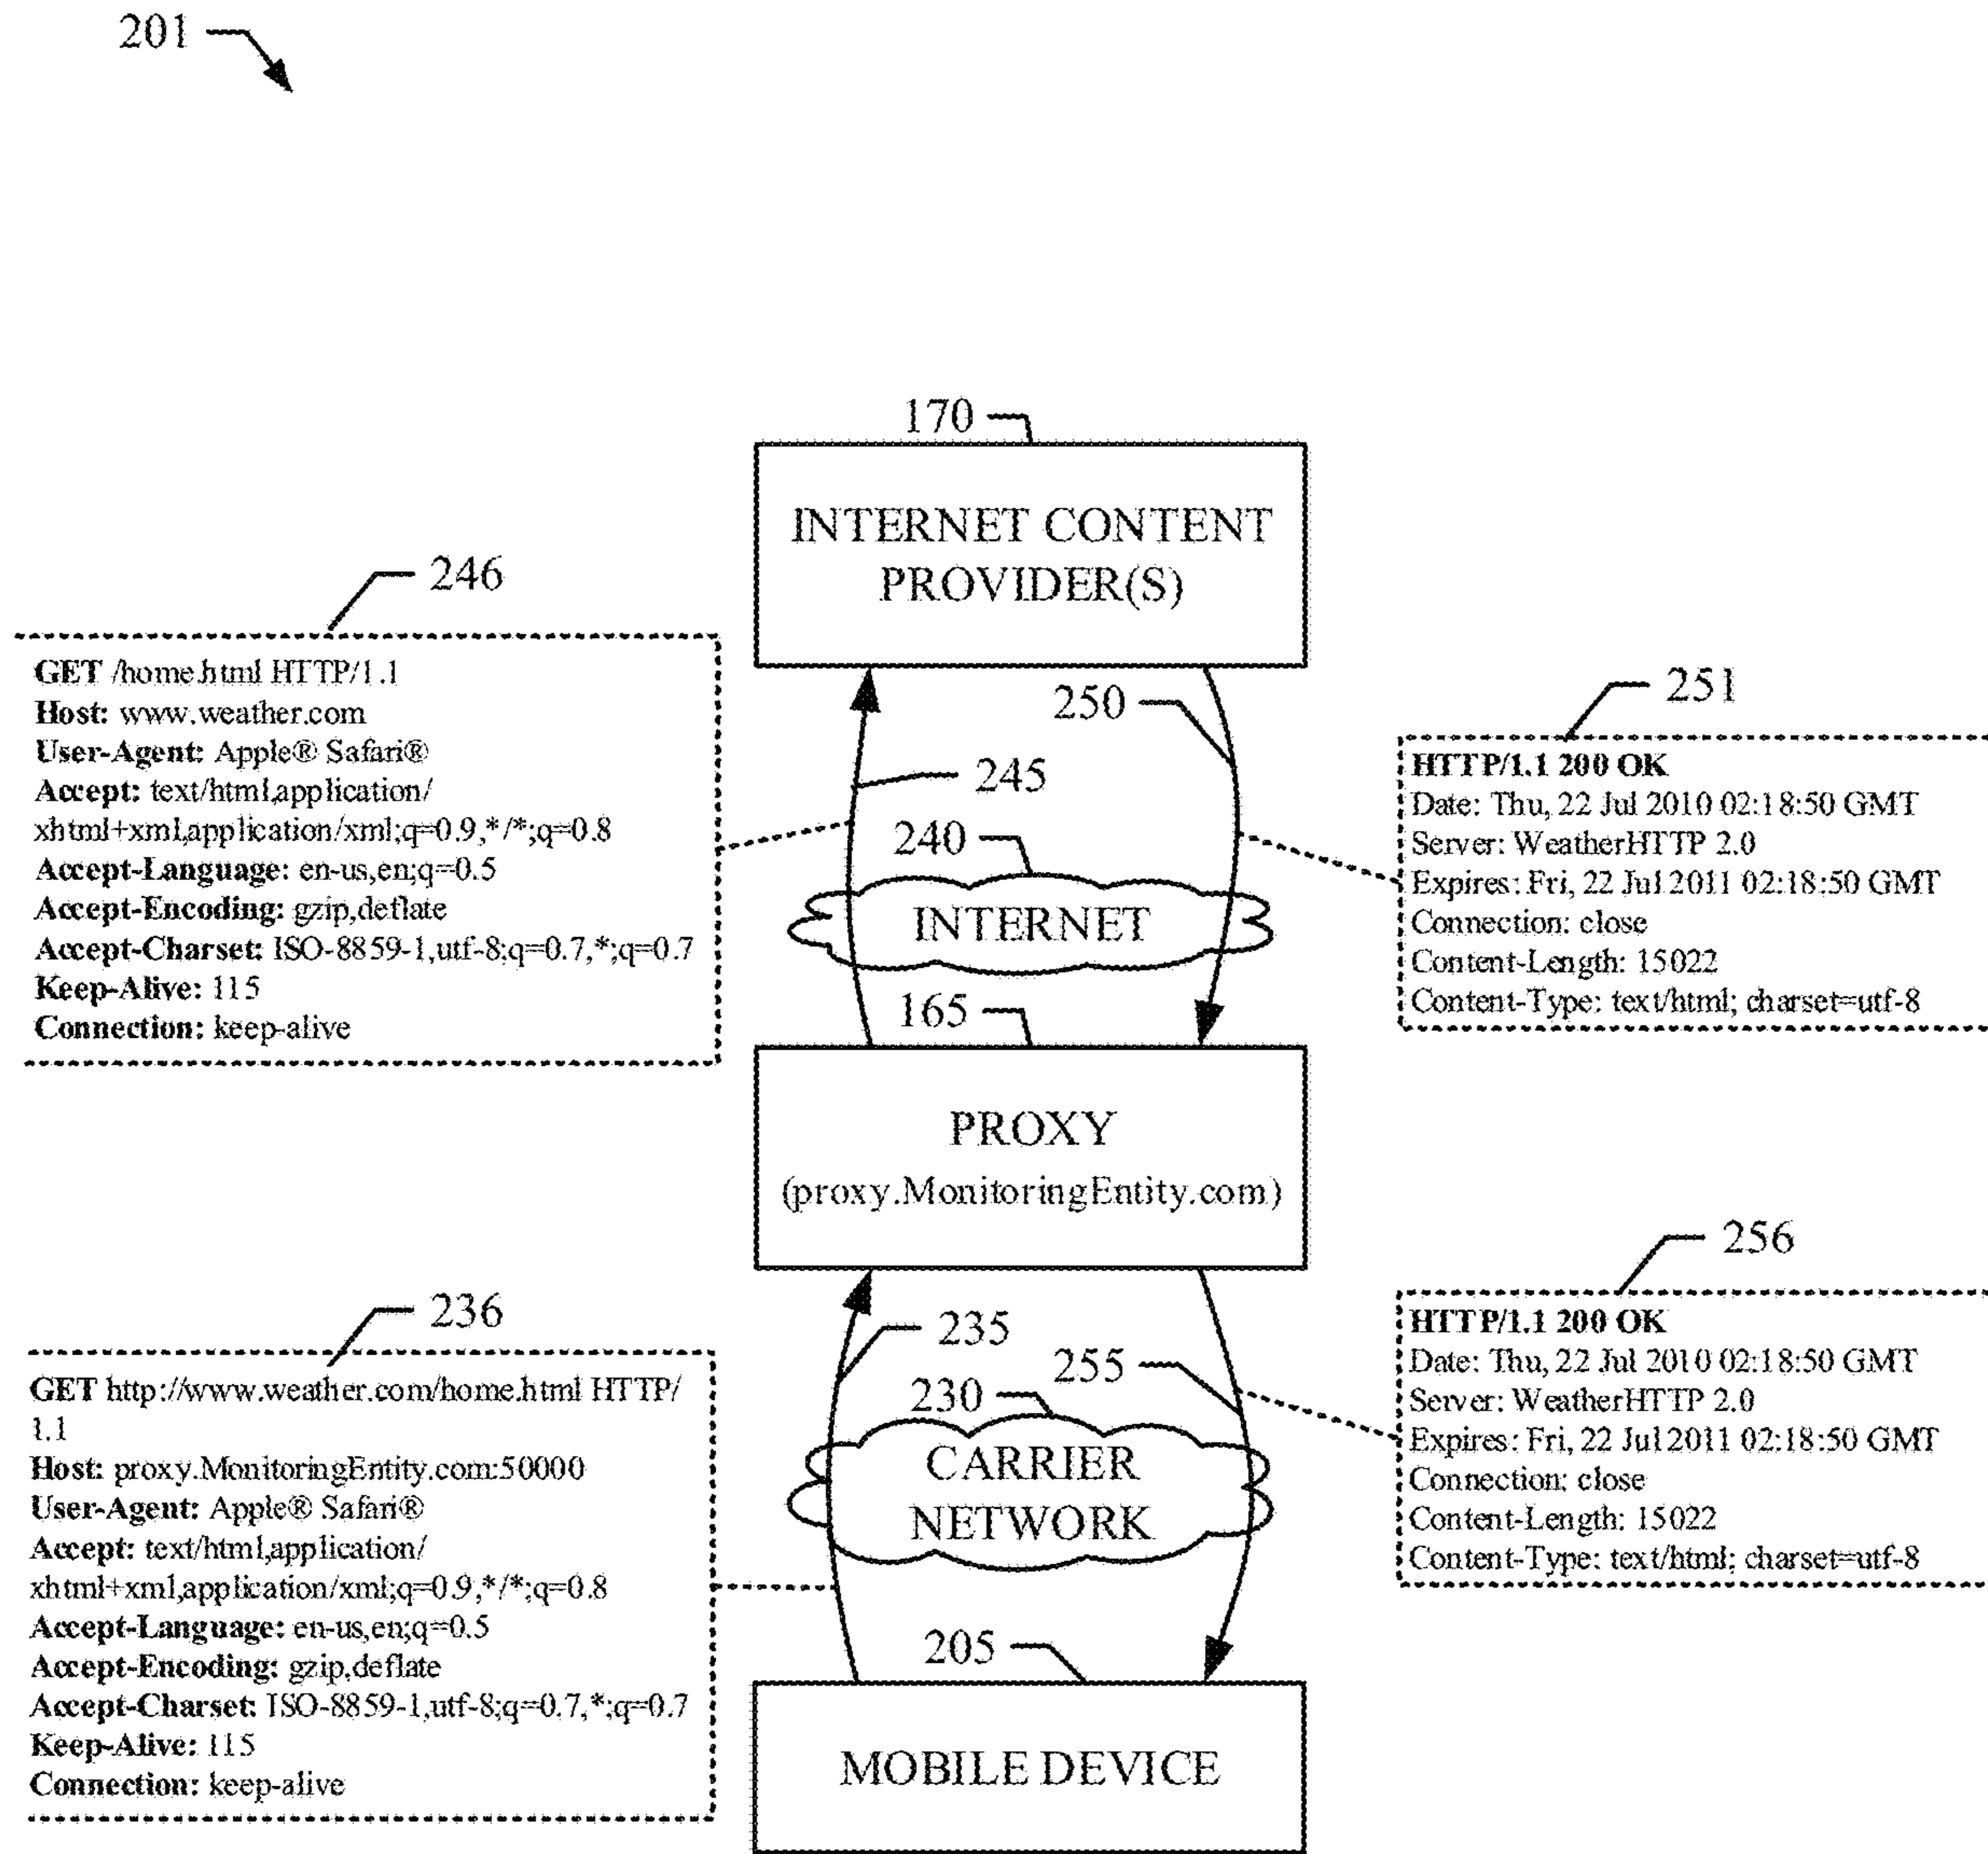 201
170
INTERNET CONTENT
PROVIDER(S)
246
GET /home.html HTTP/1.1
Host: www.weather.com
User-Agent: Apple® Safari®
Accept: text/html,application/
xhtml+xml,application/xml;q=0.9,*/*;q=0.8
Accept-Language: en-us,en;q=0.5
Accept-Encoding: gzip,deflate
Accept-Charset: ISO-8859-1,utf-8;q=0.7,*;q=0.7
Keep-Alive: 115
Connection: keep-alive
250
245
240
INTERNET
251
HTTP/1.1 200 OK
Date: Thu, 22 Jul 2010 02:18:50 GMT
Server: WeatherHTTP 2.0
Expires: Fri, 22 Jul 2011 02:18:50 GMT
Connection: close
Content-Length: 15022
Content-Type: text/html; charset=utf-8
165
PROXY
(proxy.MonitoringEntity.com)
236
GET http://www.weather.com/home.html HTTP/
1.1
Host: proxy.MonitoringEntity.com:50000
User-Agent: Apple® Safari®
Accept: text/html,application/
xhtml+xml,application/xml;q=0.9,*/*;q=0.8
Accept-Language: en-us,en;q=0.5
Accept-Encoding: gzip,deflate
Accept-Charset: ISO-8859-1,utf-8;q=0.7,*;q=0.7
Keep-Alive: 115
Connection: keep-alive
235
255
230
CARRIER
NETWORK
256
HTTP/1.1 200 OK
Date: Thu, 22 Jul 2010 02:18:50 GMT
Server: WeatherHTTP 2.0
Expires: Fri, 22 Jul 2011 02:18:50 GMT
Connection: close
Content-Length: 15022
Content-Type: text/html; charset=utf-8
205
MOBILE DEVICE